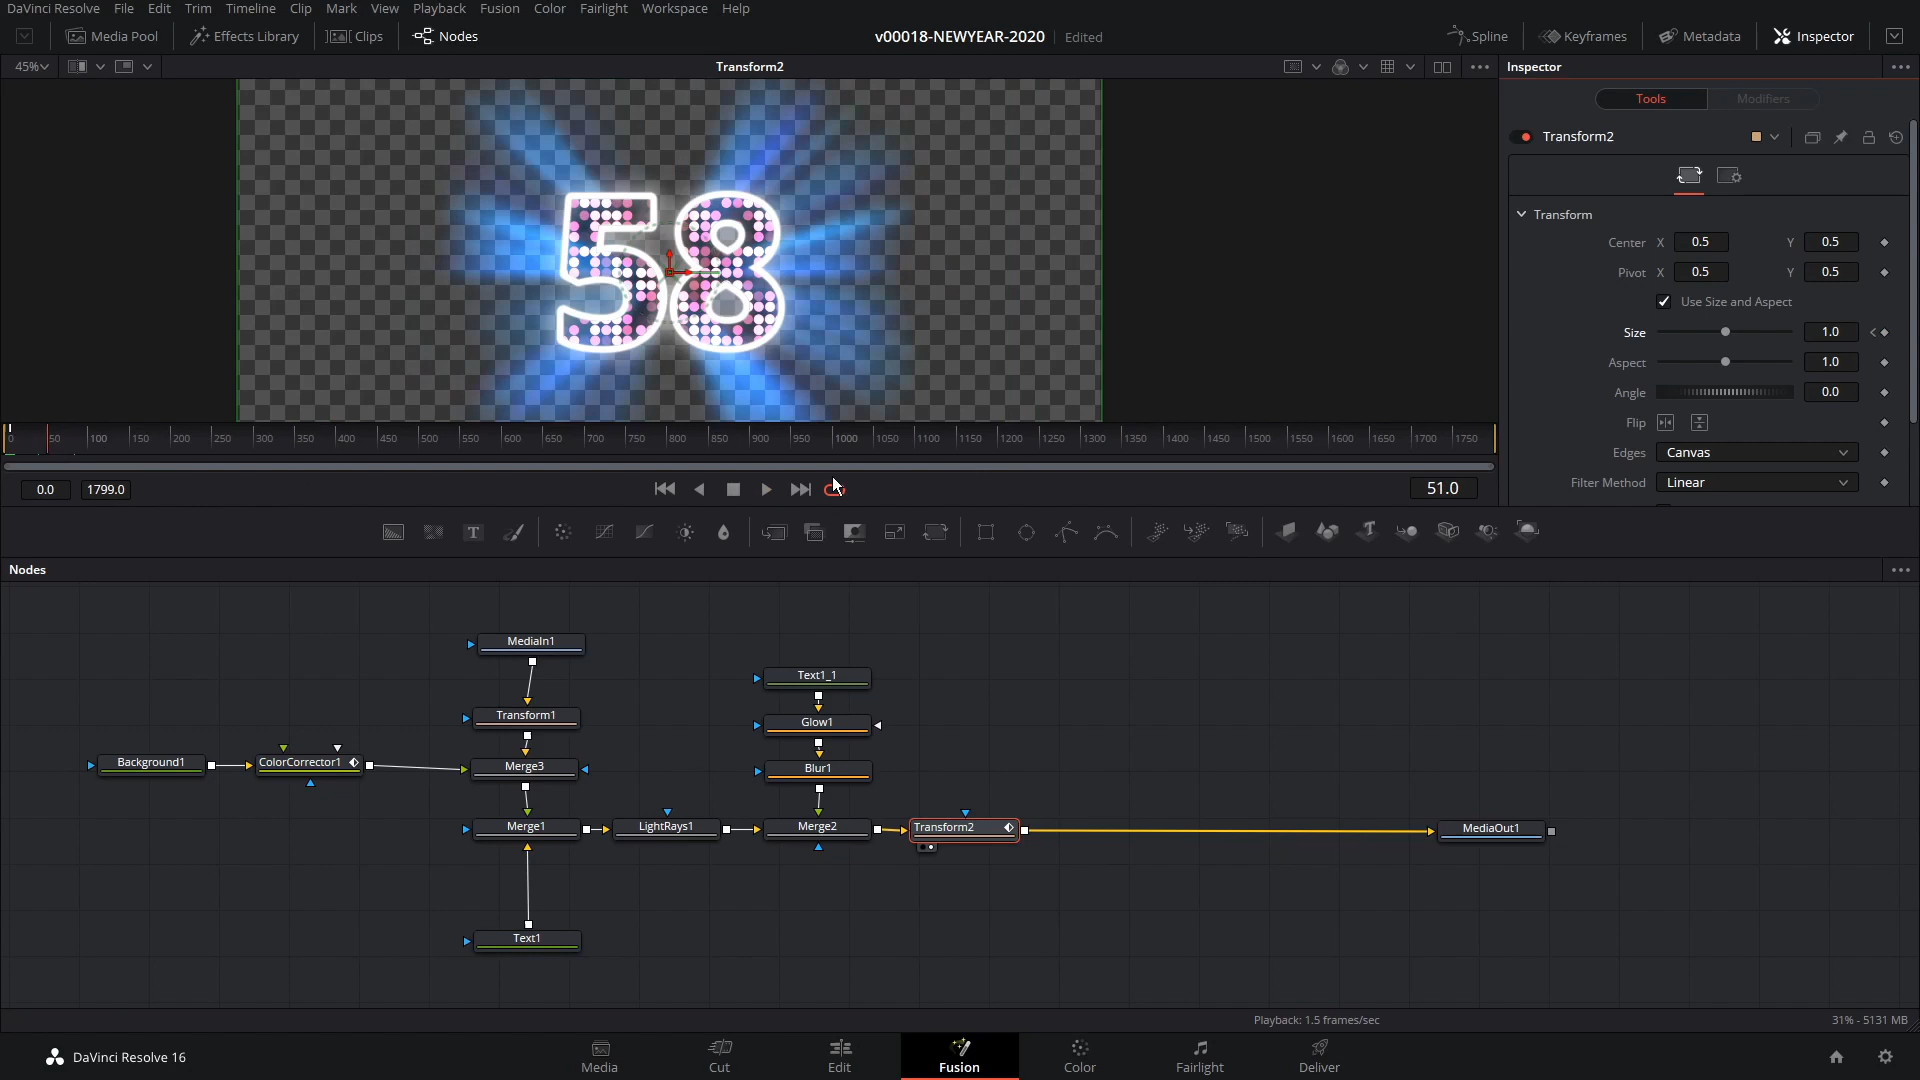 DaVinci Resolve File Edit Trim Timeline Clip Mark View Playback Fusion Color Fairlight Workspace Help
Media Pool Effects Library Clips Nodes v00018-NEWYEAR-2020 Edited Spline Keyframes Metadata Inspector
45% Transform2 Inspector
Tools Modifiers
Transform2
Transform
Center X 0.5 Y 0.5
Pivot X 0.5 Y 0.5
Use Size and Aspect
Size 1.0
Aspect 1.0
Angle 0.0
Flip
Edges Canvas
Filter Method Linear
58
0 50 100 150 200 250 300 350 400 450 500 550 600 650 700 750 800 850 900 950 1000 1050 1100 1150 1200 1250 1300 1350 1400 1450 1500 1550 1600 1650 1700 1750
0.0 1799.0 51.0
Nodes
MediaIn1
Text1_1
Transform1
Glow1
Background1 ColorCorrector1 Merge3 Blur1
Merge1 LightRays1 Merge2 Transform2 MediaOut1
Text1
Playback: 1.5 frames/sec 31% - 5131 MB
DaVinci Resolve 16 Media Cut Edit Fusion Color Fairlight Deliver